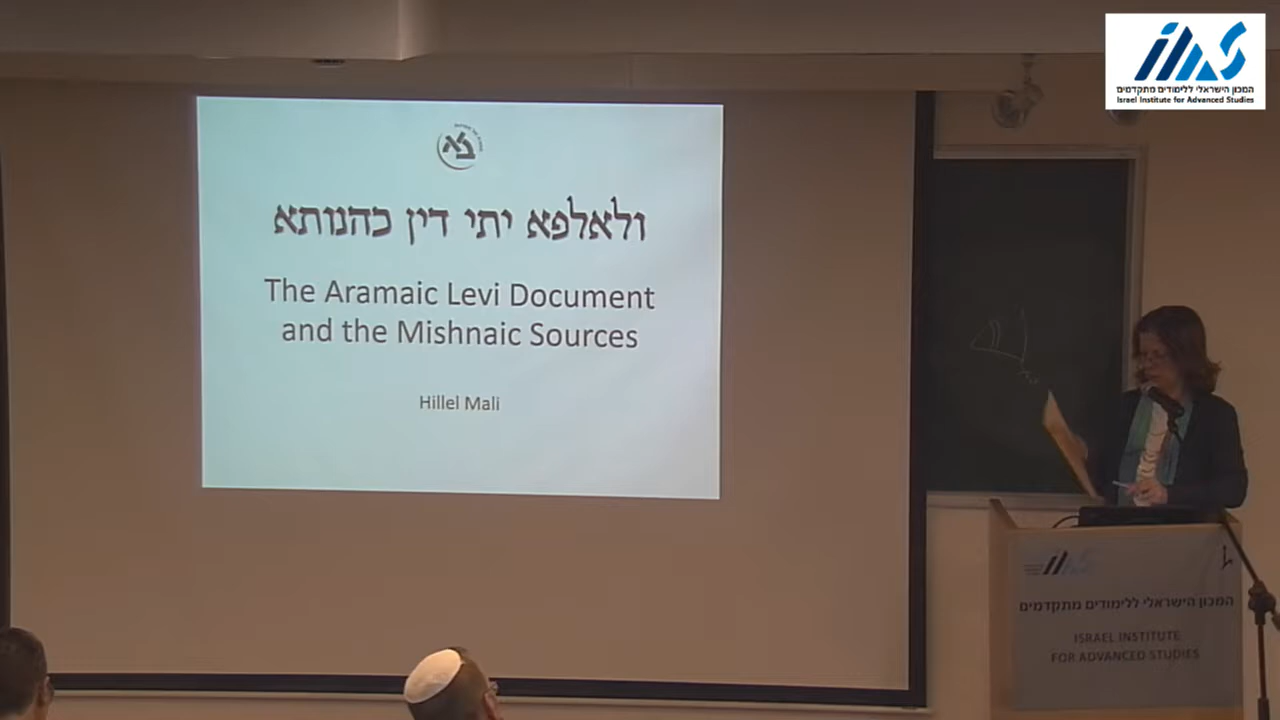 ולאלפא יתי דין כהנותא
The Aramaic Levi Document
and the Mishnaic Sources
Hillel Mali
המכון הישראלי ללימודים מתקדמים
Israel Institute for Advanced Studies
המכון הישראלי ללימודים מתקדמים
ISRAEL INSTITUTE
FOR ADVANCED STUDIES